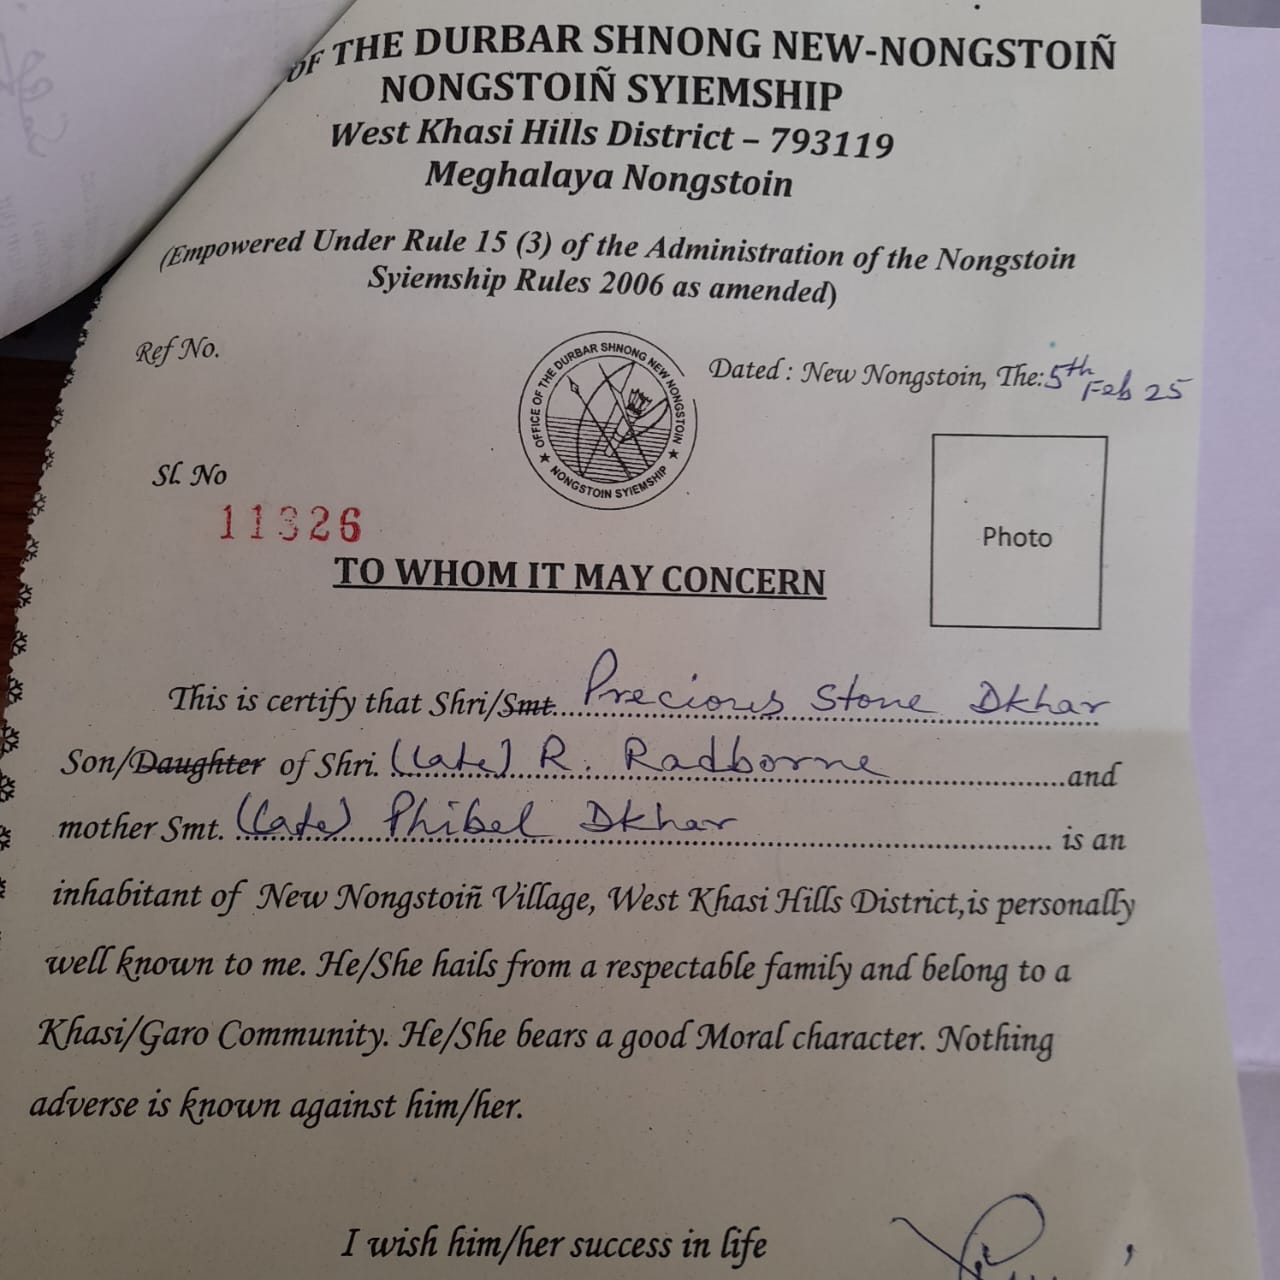 OF THE DURBAR SHNONG NEW-NONGSTOIÑ
NONGSTOIÑ SYIEMSHIP
West Khasi Hills District – 793119
Meghalaya Nongstoin
(Empowered Under Rule 15 (3) of the Administration of the Nongstoin
Syiemship Rules 2006 as amended)
Ref No.
OFFICE OF THE DURBAR SHNONG NEW NONGSTOIN
★ NONGSTOIN SYIEMSHIP ★
Dated : New Nongstoin, The: 5th Feb 25
Sl. No
11326
Photo
TO WHOM IT MAY CONCERN
This is certify that Shri/Smt. Precious Stone Dkhar
Son/Daughter of Shri. (Late) R. Radborne and
mother Smt. (Late) Phibel Dkhar is an
inhabitant of New Nongstoiñ Village, West Khasi Hills District,is personally
well known to me. He/She hails from a respectable family and belong to a
Khasi/Garo Community. He/She bears a good Moral character. Nothing
adverse is known against him/her.
I wish him/her success in life